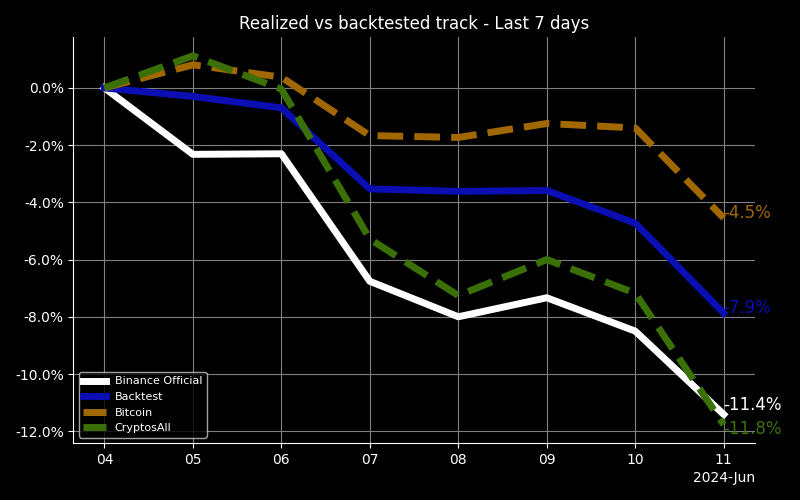 Realized vs backtested track - Last 7 days
0.0%
-2.0%
-4.0%
-6.0%
-8.0%
-10.0%
-12.0%
-4.5%
-7.9%
-11.4%
-11.8%
Binance Official
Backtest
Bitcoin
CryptosAll
04 05 06 07 08 09 10 11
2024-Jun